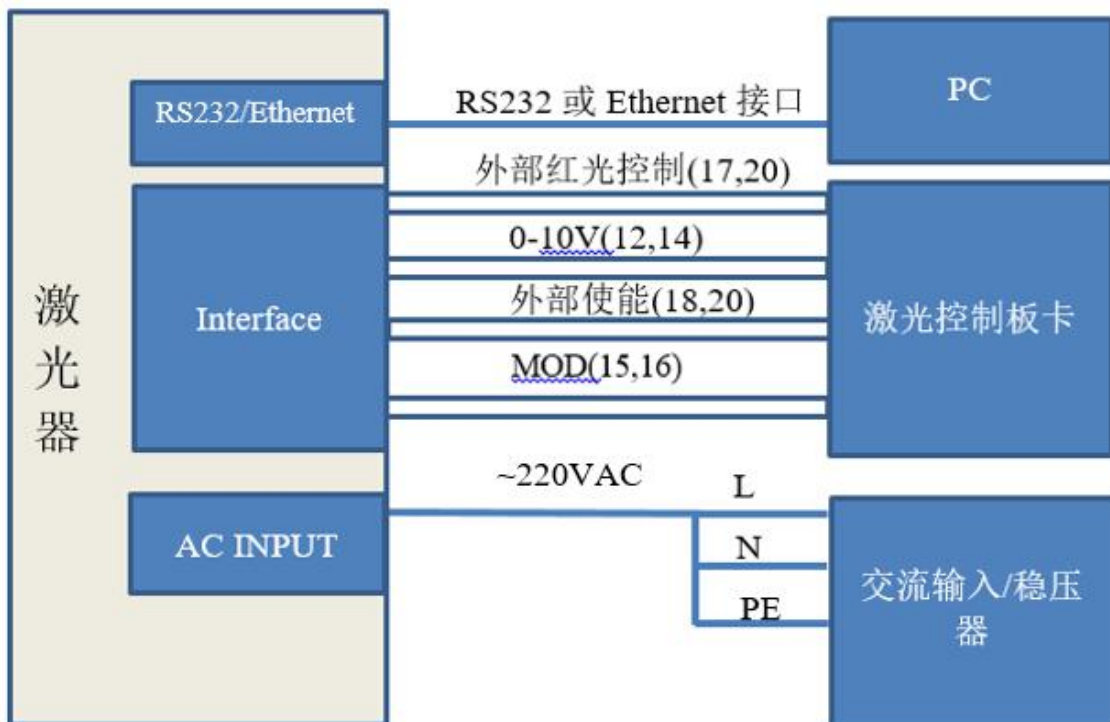 RS232/Ethernet
RS232 或 Ethernet 接口
PC
外部红光控制(17,20)
0-10V(12,14)
激光器
Interface
外部使能(18,20)
激光控制板卡
MOD(15,16)
~220VAC
L
AC INPUT
N
交流输入/稳压
器
PE